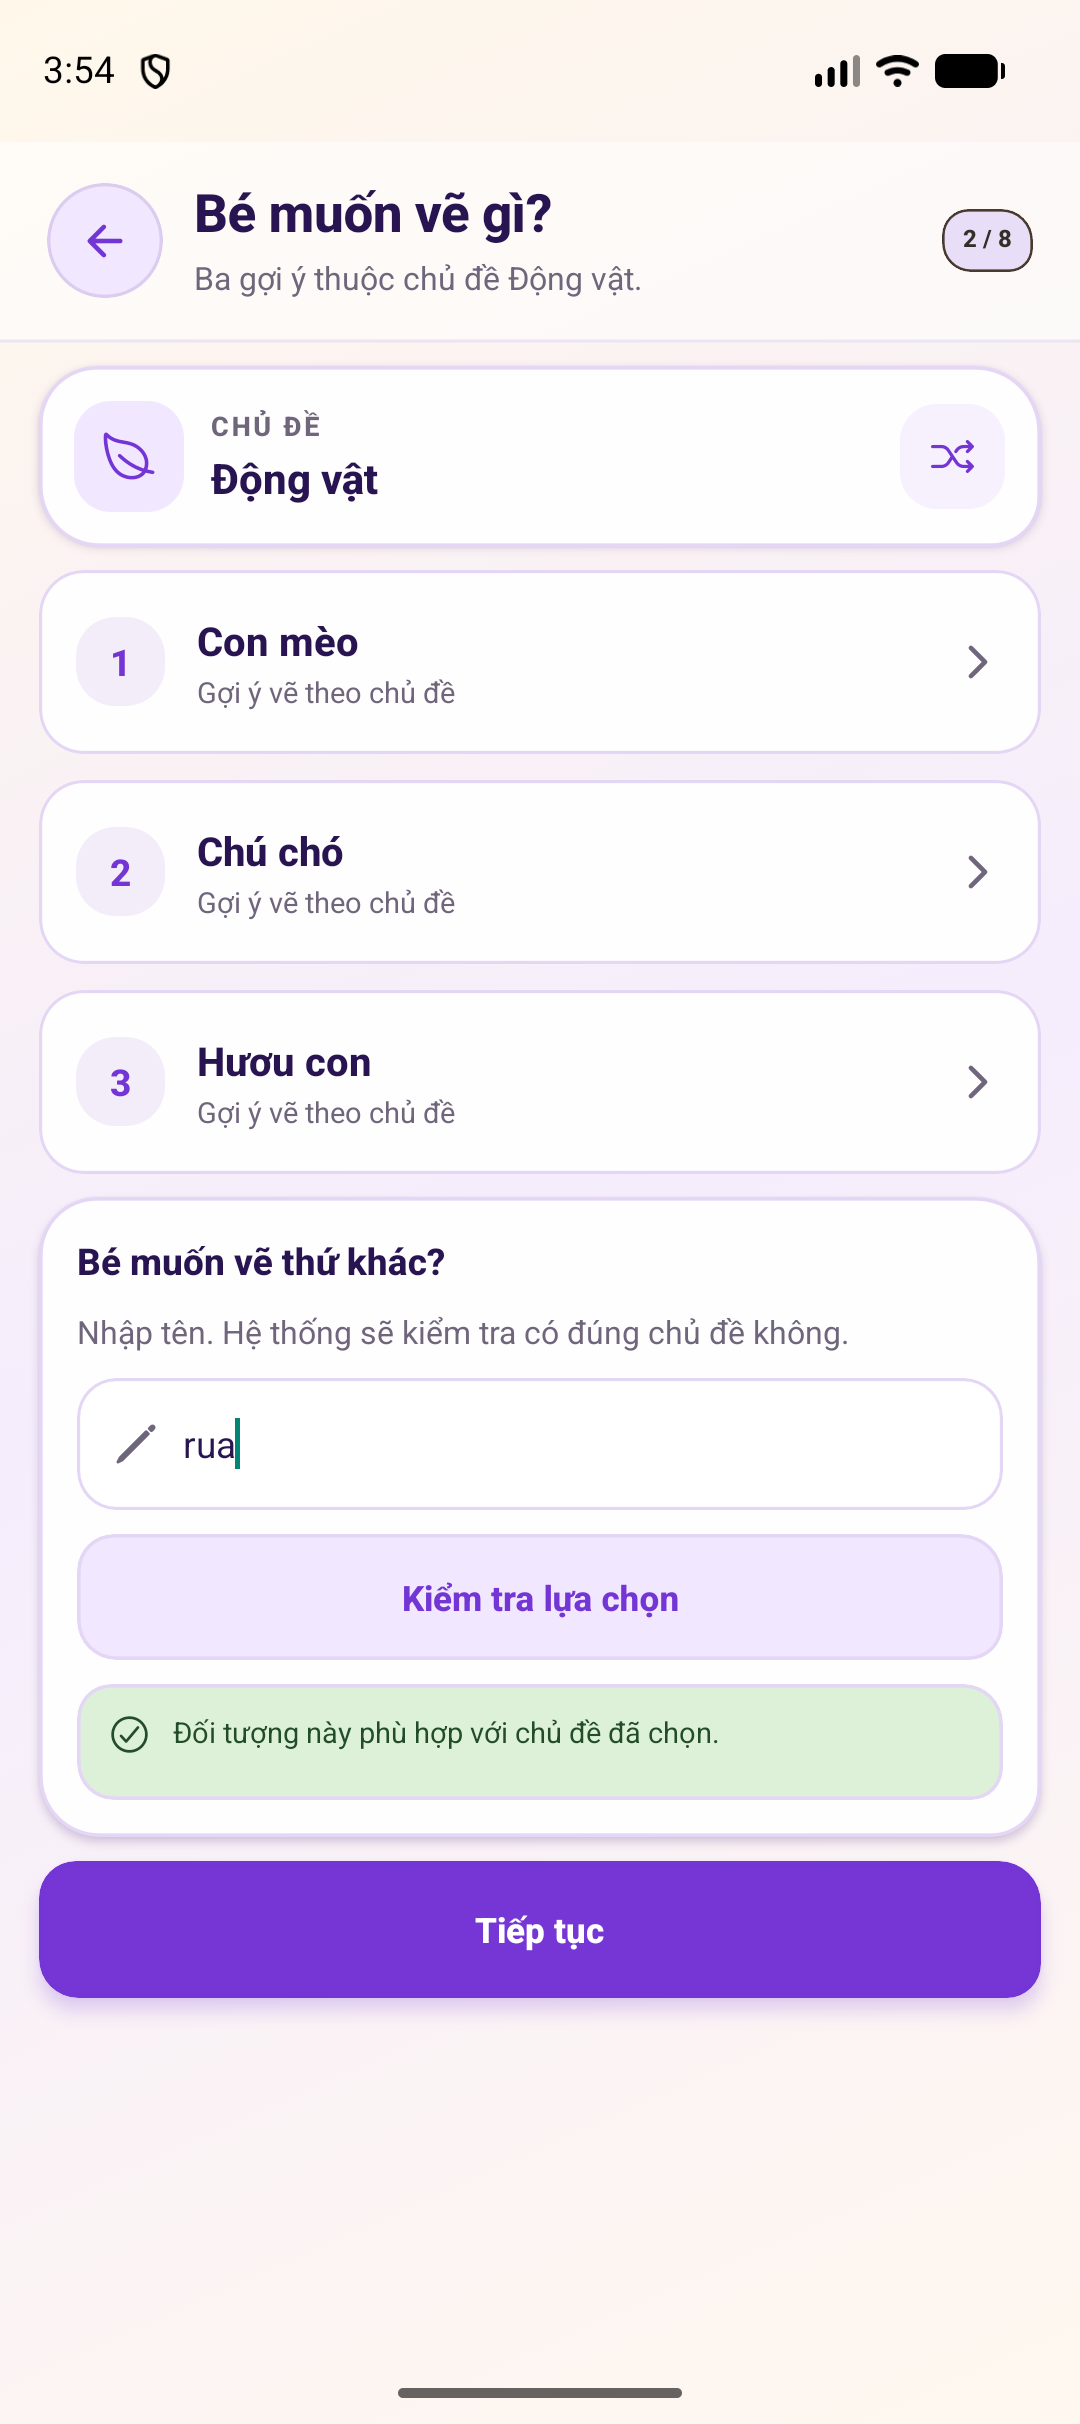 3:54
Bé muốn vẽ gì?
Ba gợi ý thuộc chủ đề Động vật.
2 / 8
CHỦ ĐỀ
Động vật
1
Con mèo
Gợi ý vẽ theo chủ đề
2
Chú chó
Gợi ý vẽ theo chủ đề
3
Hươu con
Gợi ý vẽ theo chủ đề
Bé muốn vẽ thứ khác?
Nhập tên. Hệ thống sẽ kiểm tra có đúng chủ đề không.
rua
Kiểm tra lựa chọn
Đối tượng này phù hợp với chủ đề đã chọn.
Tiếp tục